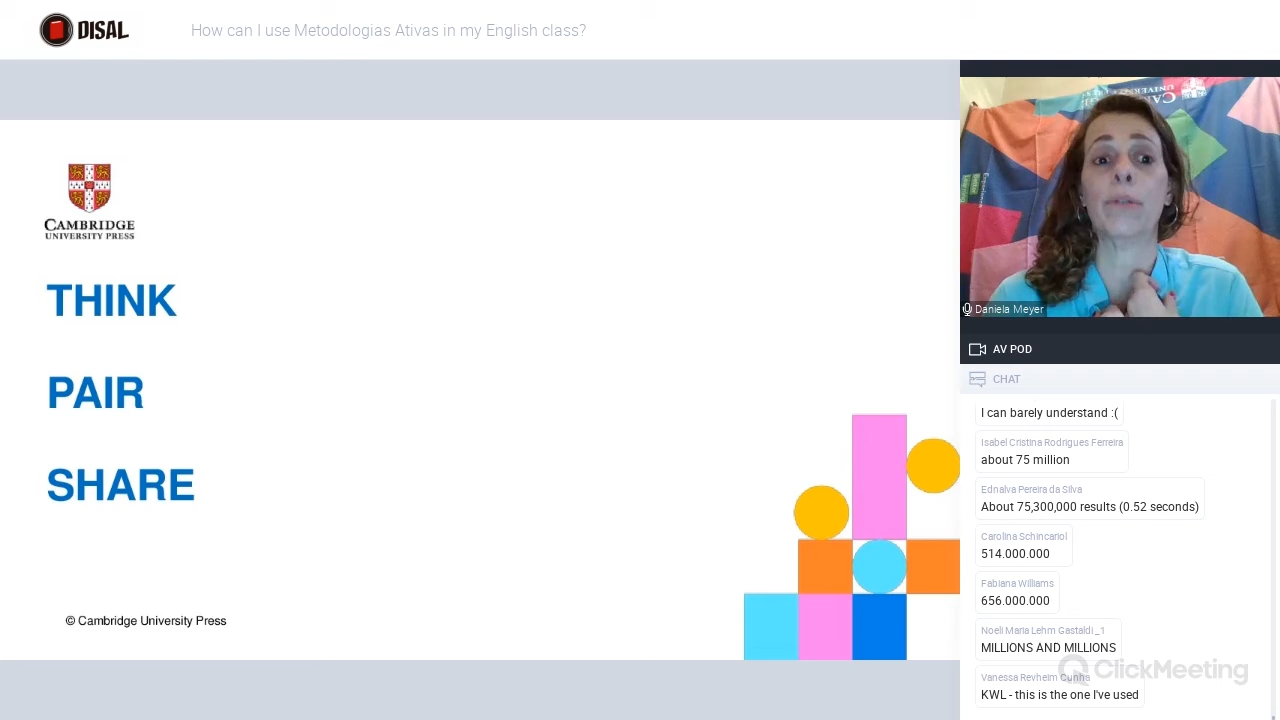 DISAL
How can I use Metodologias Ativas in my English class?
CAMBRIDGE
UNIVERSITY PRESS
THINK
PAIR
SHARE
© Cambridge University Press
Daniela Meyer
AV POD
CHAT
I can barely understand :(
Isabel Cristina Rodrigues Ferreira
about 75 million
Ednalva Pereira da Silva
About 75,300,000 results (0.52 seconds)
Carolina Schincariol
514.000.000
Fabiana Williams
656.000.000
Noeli Maria Lehm Gastaldi_1
MILLIONS AND MILLIONS
Vanessa Revheim Cunha
KWL - this is the one I've used
ClickMeeting